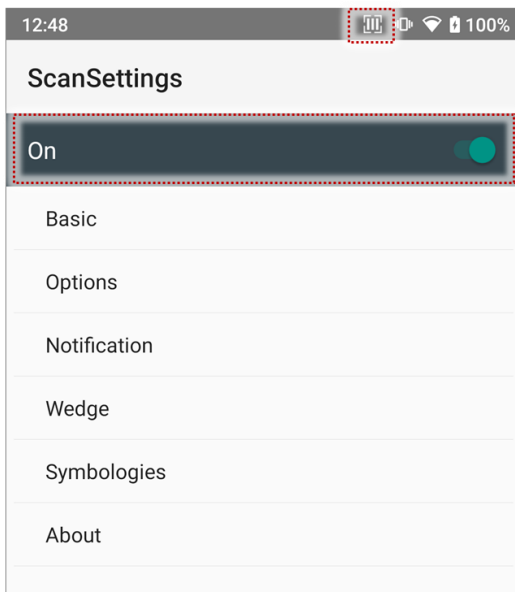 12:48
100%
ScanSettings
On
Basic
Options
Notification
Wedge
Symbologies
About